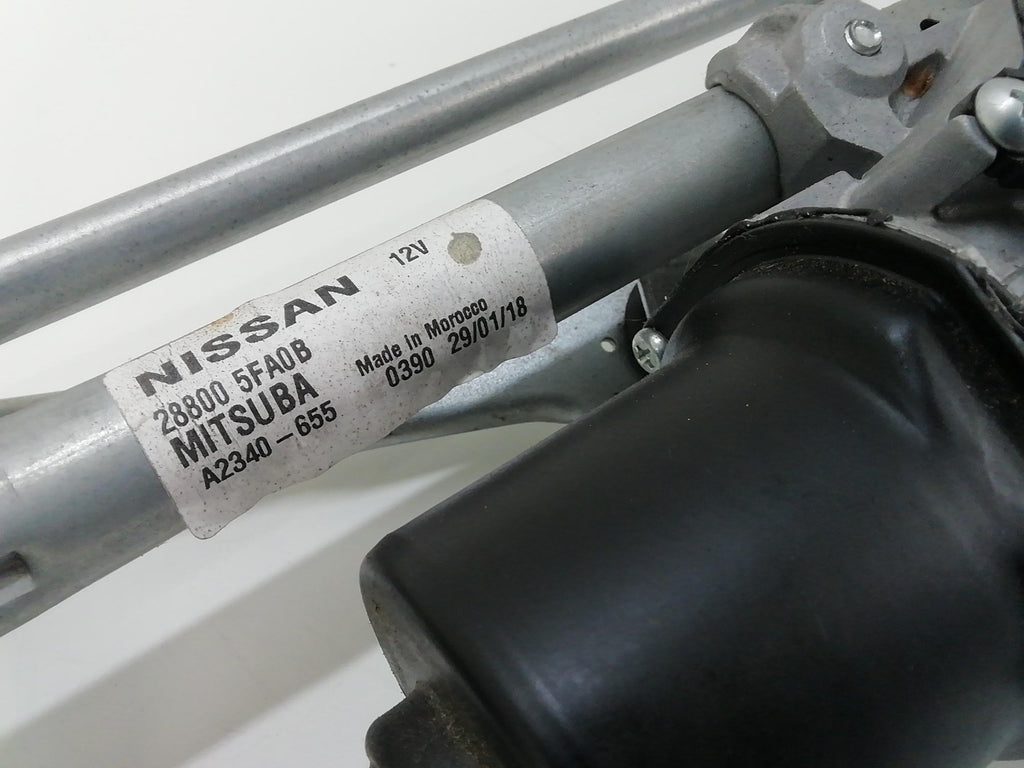 NISSAN 12V
28800 5FA0B
MITSUBA Made in Morocco
A2340-655 0390 29/01/18